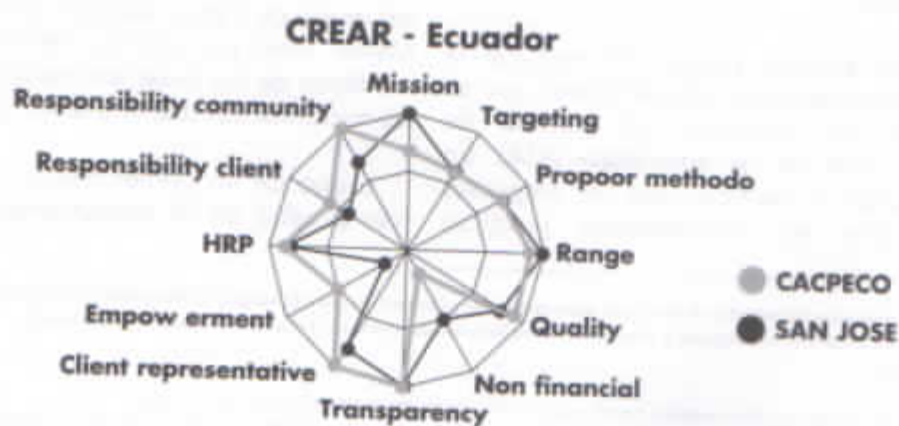 CREAR - Ecuador
Mission
Responsibility community
Targeting
Responsibility client
Propoor methodo
HRP
Range
CACPECO
SAN JOSE
Empow erment
Quality
Client representative
Non financial
Transparency